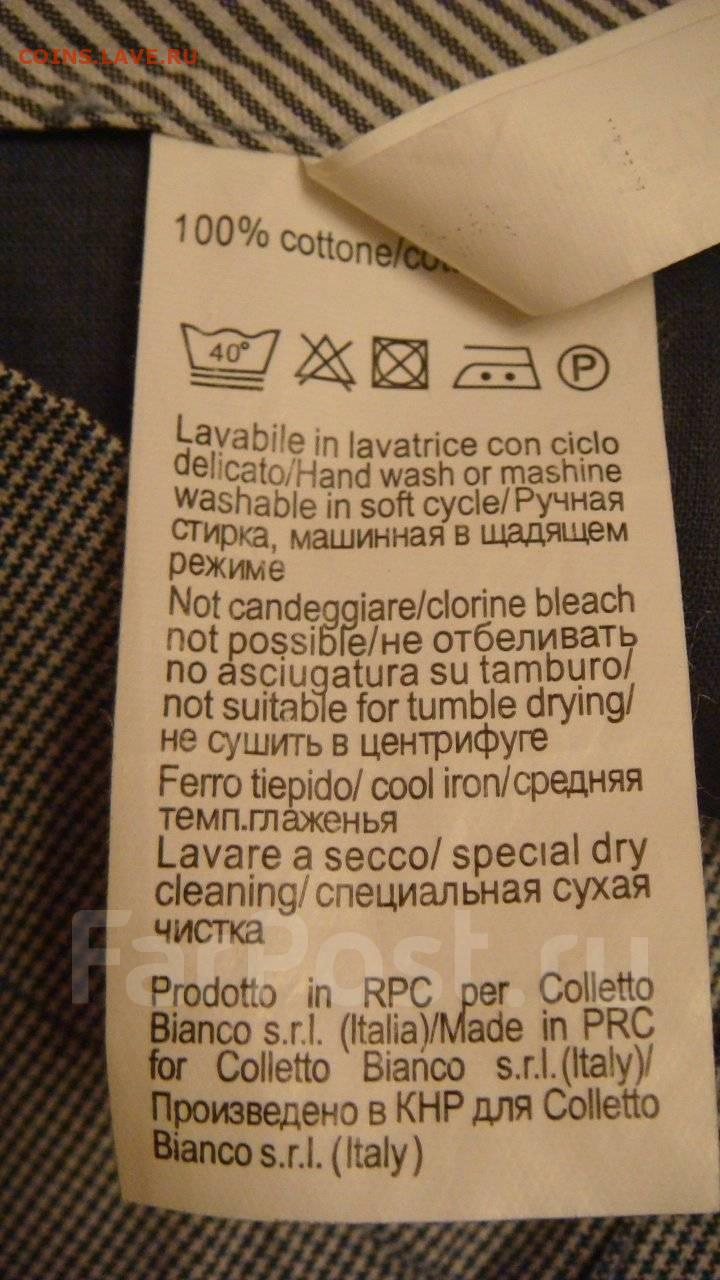 COINS.LAVE.RU
100% cottone/
40°
P
Lavabile in lavatrice con ciclo
delicato/Hand wash or mashine
washable in soft cycle/Ручная
стирка, машинная в щадящем
режиме
Not candeggiare/clorine bleach
not possible/не отбеливать
no asciugatura su tamburo/
not suitable for tumble drying/
не сушить в центрифуге
Ferro tiepido/ cool iron/средняя
темп.глаженья
Lavare a secco/ special dry
cleaning/ специальная сухая
чистка
FarPost.ru
Prodotto in RPC per Colletto
Bianco s.r.l. (Italia)/Made in PRC
for Colletto Bianco s.r.l.(Italy)/
Произведено в КНР для Colletto
Bianco s.r.l. (Italy)